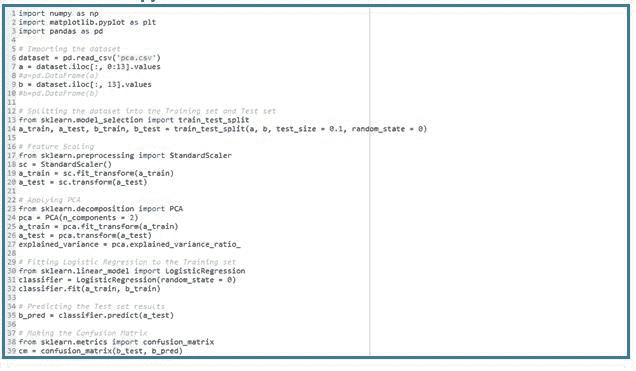 1 import numpy as np
2 import matplotlib.pyplot as plt
3 import pandas as pd
4
5 # Importing the dataset
6 dataset = pd.read_csv('pca.csv')
7 a = dataset.iloc[:, 0:13].values
8 #a=pd.DataFrame(a)
9 b = dataset.iloc[:, 13].values
10 #b=pd.DataFrame(b)
11
12 # Splitting the dataset into the Training set and Test set
13 from sklearn.model_selection import train_test_split
14 a_train, a_test, b_train, b_test = train_test_split(a, b, test_size = 0.1, random_state = 0)
15
16 # Feature Scaling
17 from sklearn.preprocessing import StandardScaler
18 sc = StandardScaler()
19 a_train = sc.fit_transform(a_train)
20 a_test = sc.transform(a_test)
21
22 # Applying PCA
23 from sklearn.decomposition import PCA
24 pca = PCA(n_components = 2)
25 a_train = pca.fit_transform(a_train)
26 a_test = pca.transform(a_test)
27 explained_variance = pca.explained_variance_ratio_
28
29 # Fitting Logistic Regression to the Training set
30 from sklearn.linear_model import LogisticRegression
31 classifier = LogisticRegression(random_state = 0)
32 classifier.fit(a_train, b_train)
33
34 # Predicting the Test set results
35 b_pred = classifier.predict(a_test)
36
37 # Making the Confusion Matrix
38 from sklearn.metrics import confusion_matrix
39 cm = confusion_matrix(b_test, b_pred)